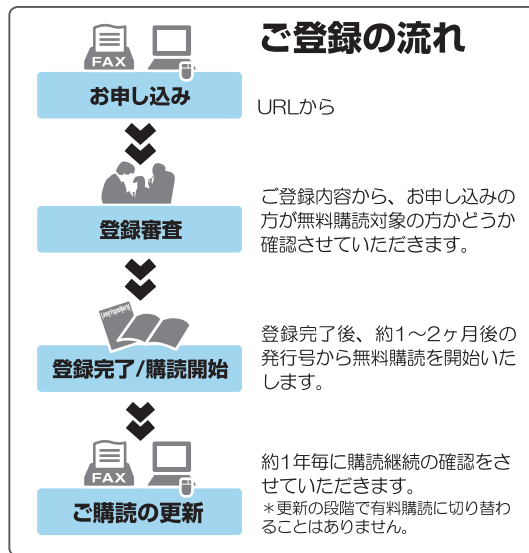 ご登録の流れ
FAX
お申し込み
URLから
登録審査
ご登録内容から、お申し込みの
方が無料購読対象の方かどうか
確認させていただきます。
登録完了/購読開始
登録完了後、約1～2ヶ月後の
発行号から無料購読を開始いた
します。
FAX
ご購読の更新
約1年毎に購読継続の確認をさ
せていただきます。
＊更新の段階で有料購読に切り替わ
ることはありません。